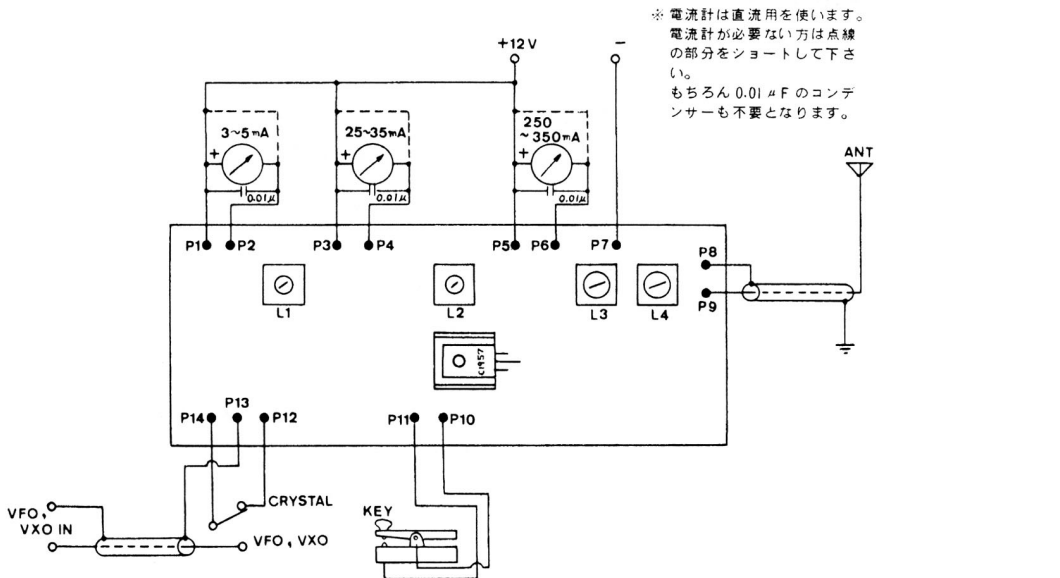 ※ 電流計は直流用を使います。
電流計が必要ない方は点線
の部分をショートして下さ
い。
もちろん 0.01 μF のコンデ
ンサーも不要となります。
+12V
−
3~5mA
25~35mA
250
~350mA
+
+
+
0.01μ
0.01μ
0.01μ
ANT
P1 P2 P3 P4 P5 P6 P7
P8
P9
L1 L2 L3 L4
C1957
P14 P13 P12 P11 P10
CRYSTAL
KEY
VFO,
VXO IN
VFO, VXO